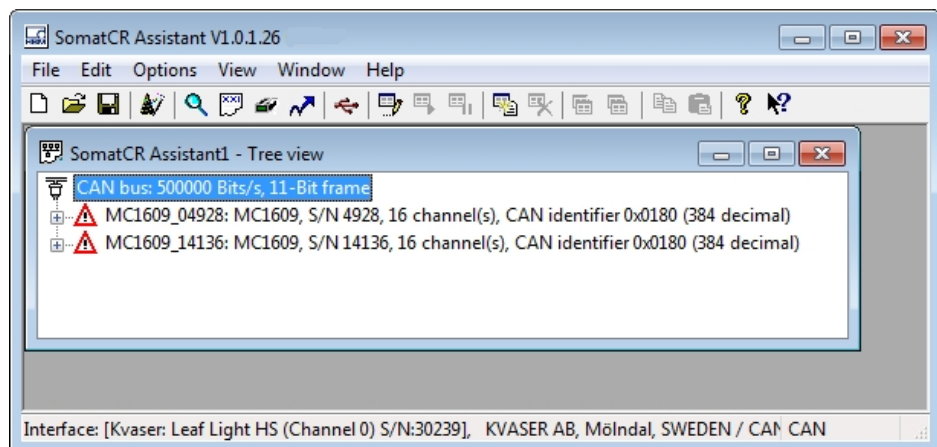 SomatCR Assistant V1.0.1.26
File Edit Options View Window Help
SomatCR Assistant1 - Tree view
CAN bus: 500000 Bits/s, 11-Bit frame
MC1609_04928: MC1609, S/N 4928, 16 channel(s), CAN identifier 0x0180 (384 decimal)
MC1609_14136: MC1609, S/N 14136, 16 channel(s), CAN identifier 0x0180 (384 decimal)
Interface: [Kvaser: Leaf Light HS (Channel 0) S/N:30239], KVASER AB, Mölndal, SWEDEN / CAN CAN